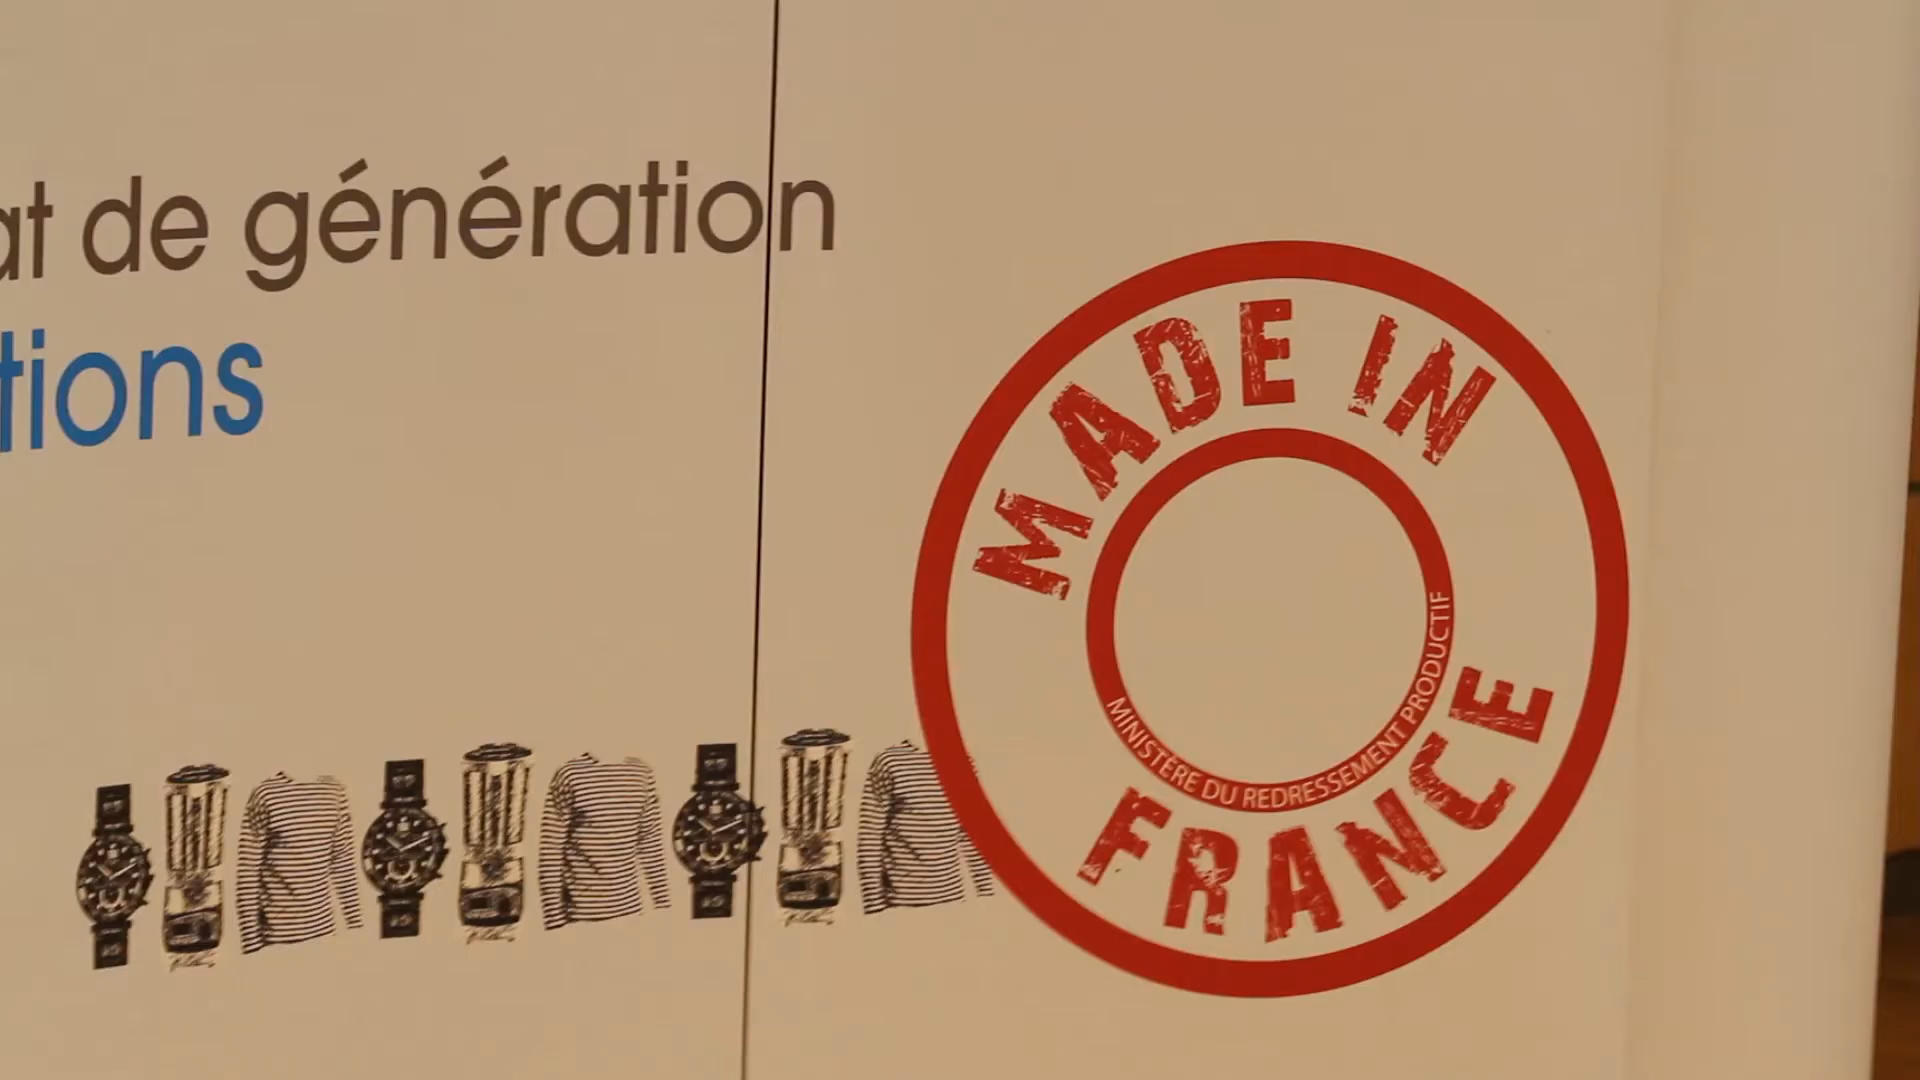 at de génération
tions
MADE IN
FRANCE
MINISTÈRE DU REDRESSEMENT PRODUCTIF